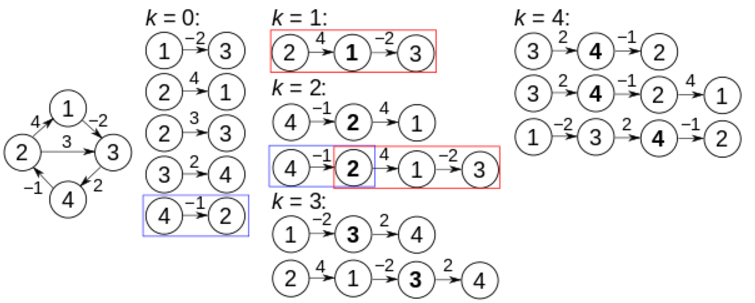 k = 0:
1 −2 3
2 4 1
2 3 3
3 2 4
4 −1 2
k = 1:
2 4 1 −2 3
k = 2:
4 −1 2 4 1
4 −1 2 4 1 −2 3
k = 3:
1 −2 3 2 4
2 4 1 −2 3 2 4
k = 4:
3 2 4 −1 2
3 2 4 −1 2 4 1
1 −2 3 2 4 −1 2
1
4 −2
2 3 3
−1 2
4